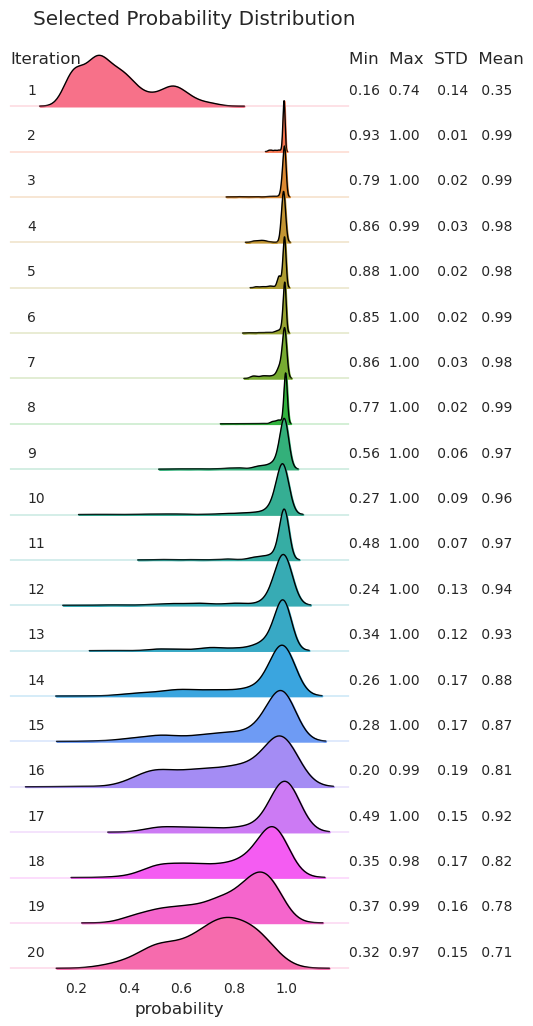 Selected Probability Distribution
Iteration Min Max STD Mean
1 0.16 0.74 0.14 0.35
2 0.93 1.00 0.01 0.99
3 0.79 1.00 0.02 0.99
4 0.86 0.99 0.03 0.98
5 0.88 1.00 0.02 0.98
6 0.85 1.00 0.02 0.99
7 0.86 1.00 0.03 0.98
8 0.77 1.00 0.02 0.99
9 0.56 1.00 0.06 0.97
10 0.27 1.00 0.09 0.96
11 0.48 1.00 0.07 0.97
12 0.24 1.00 0.13 0.94
13 0.34 1.00 0.12 0.93
14 0.26 1.00 0.17 0.88
15 0.28 1.00 0.17 0.87
16 0.20 0.99 0.19 0.81
17 0.49 1.00 0.15 0.92
18 0.35 0.98 0.17 0.82
19 0.37 0.99 0.16 0.78
20 0.32 0.97 0.15 0.71
0.2 0.4 0.6 0.8 1.0
probability